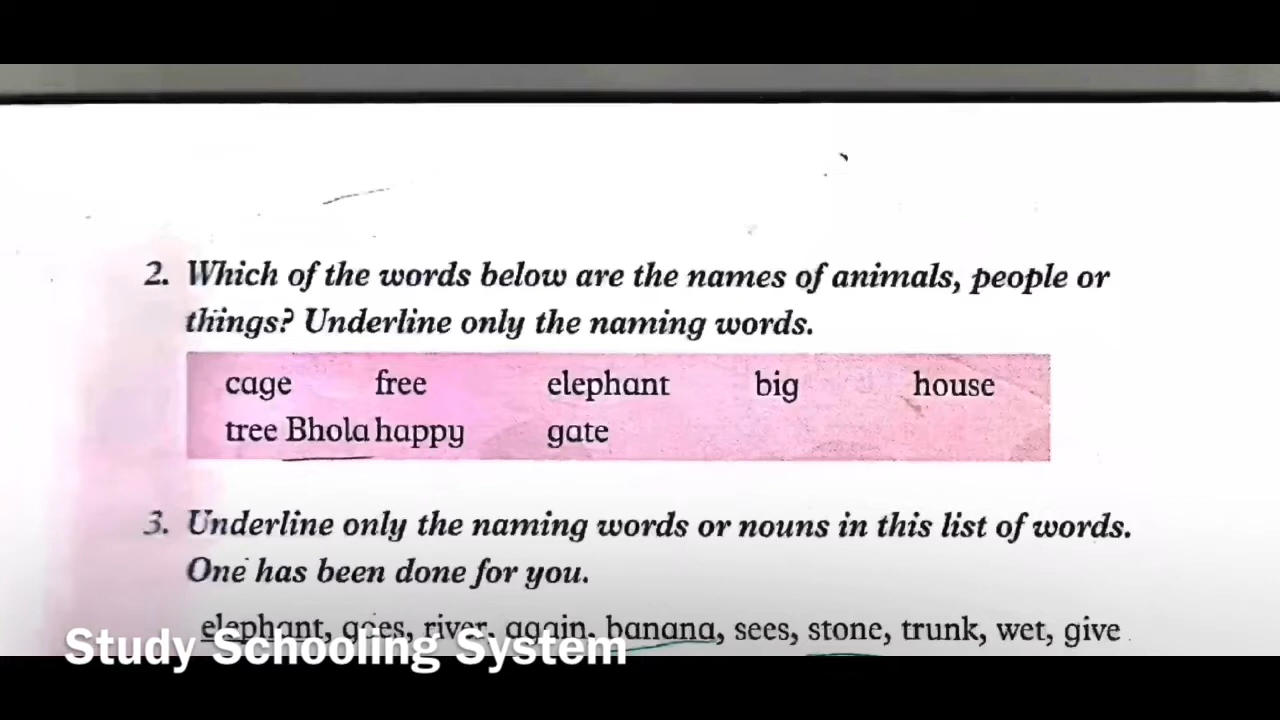 2. Which of the words below are the names of animals, people or
things? Underline only the naming words.
cage free elephant big house
tree Bhola happy gate
3. Underline only the naming words or nouns in this list of words.
One has been done for you.
elephant, goes, river, again, banana, sees, stone, trunk, wet, give
Study Schooling System